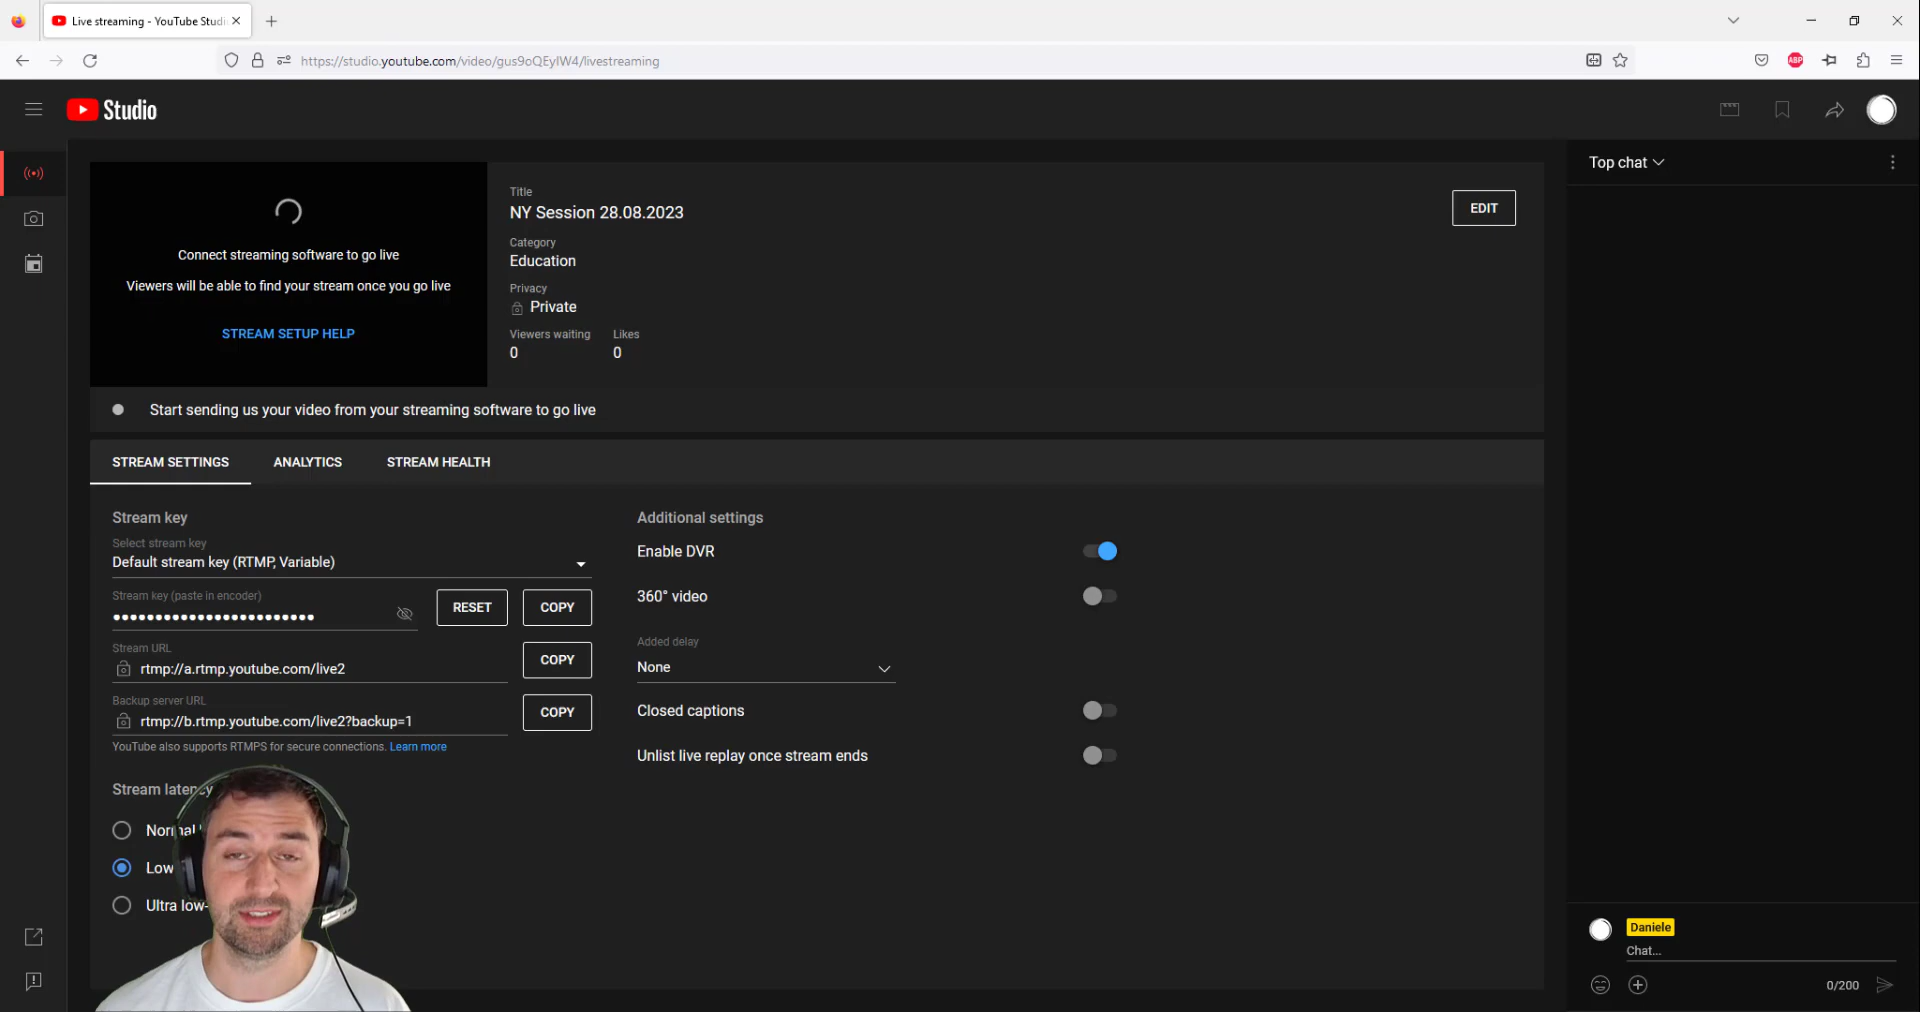 Live streaming - YouTube Studi
https://studio.youtube.com/video/gus9oQEyIW4/livestreaming
ABP
Studio
Connect streaming software to go live
Viewers will be able to find your stream once you go live
STREAM SETUP HELP
Title
NY Session 28.08.2023
EDIT
Category
Education
Privacy
Private
Viewers waiting
Likes
0
0
Start sending us your video from your streaming software to go live
STREAM SETTINGS
ANALYTICS
STREAM HEALTH
Stream key
Select stream key
Default stream key (RTMP, Variable)
Stream key (paste in encoder)
RESET
COPY
Stream URL
rtmp://a.rtmp.youtube.com/live2
COPY
Backup server URL
rtmp://b.rtmp.youtube.com/live2?backup=1
COPY
YouTube also supports RTMPS for secure connections. Learn more
Stream latency
Normal
Low
Ultra low-
Additional settings
Enable DVR
360° video
Added delay
None
Closed captions
Unlist live replay once stream ends
Top chat
Daniele
Chat...
0/200